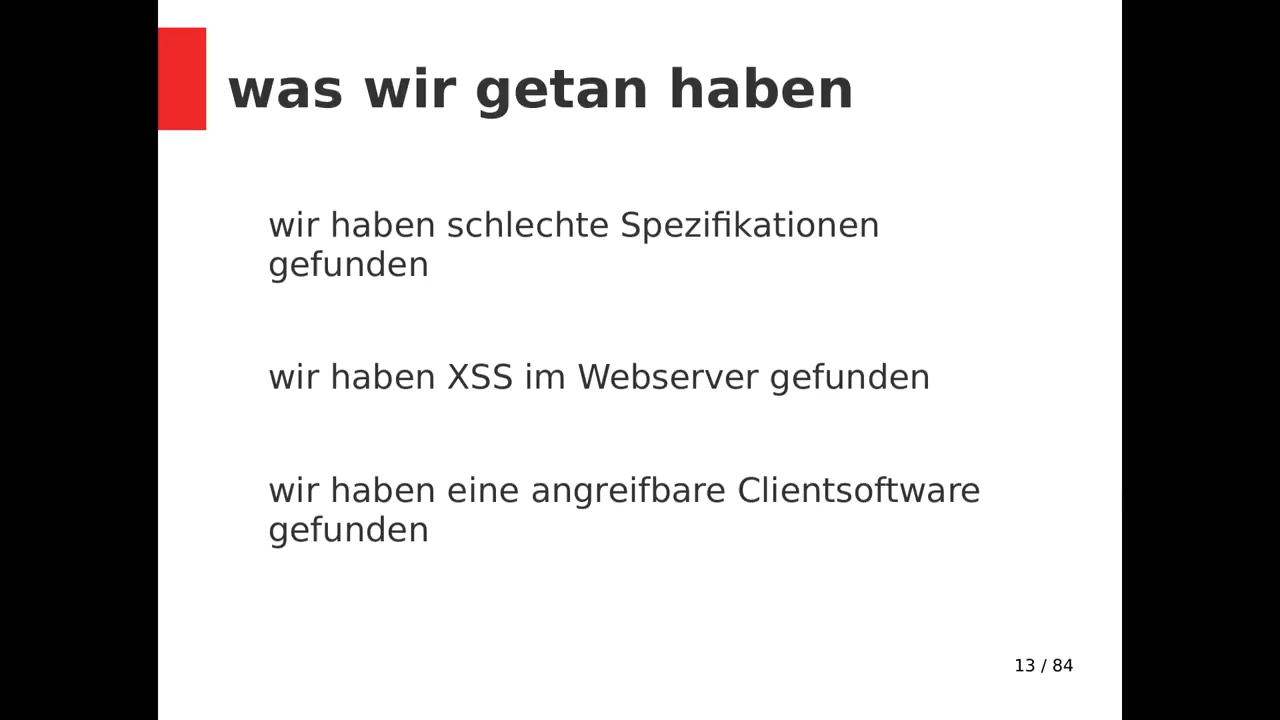 was wir getan haben
wir haben schlechte Spezifikationen
gefunden
wir haben XSS im Webserver gefunden
wir haben eine angreifbare Clientsoftware
gefunden
13 / 84